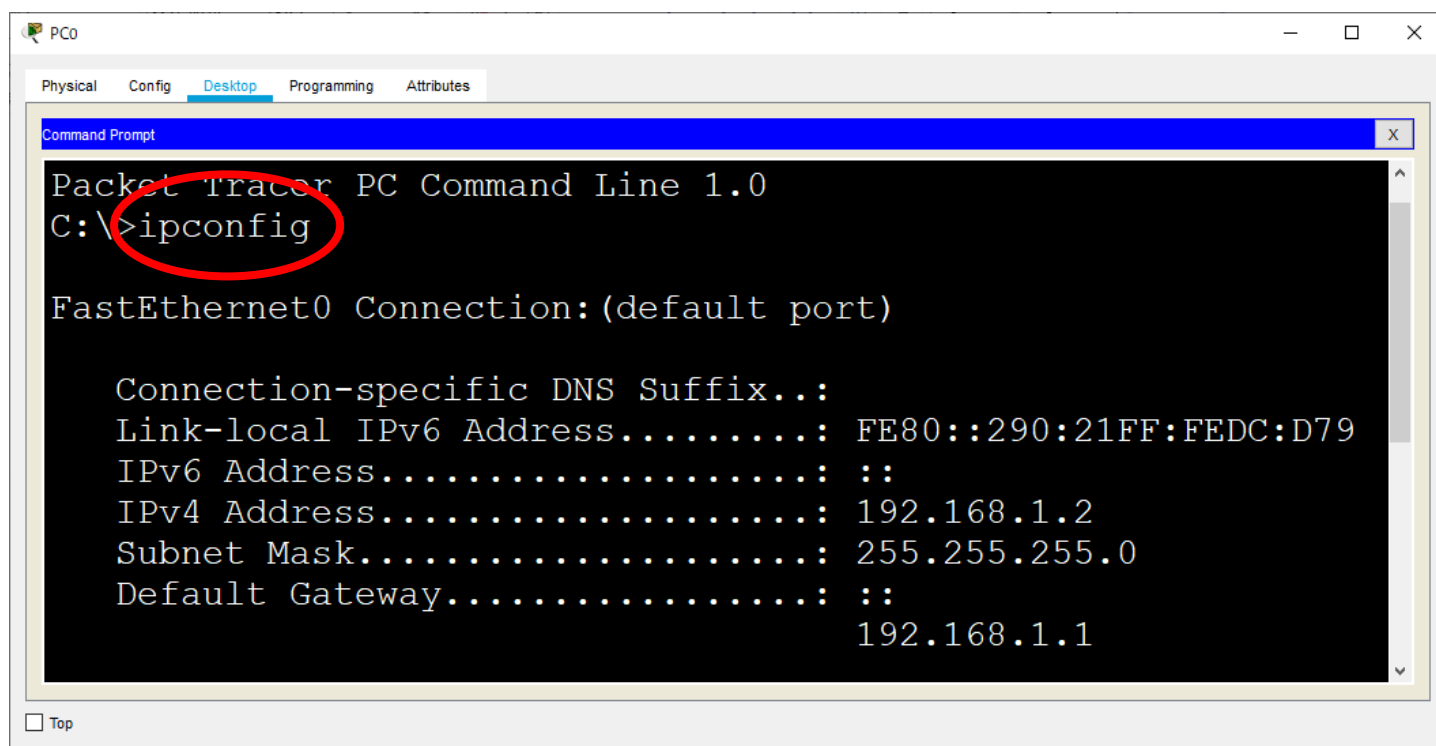 PC0
Physical Config Desktop Programming Attributes
Command Prompt
X
Packet Tracer PC Command Line 1.0
C:\>ipconfig
FastEthernet0 Connection:(default port)
Connection-specific DNS Suffix..:
Link-local IPv6 Address.........: FE80::290:21FF:FEDC:D79
IPv6 Address....................: ::
IPv4 Address....................: 192.168.1.2
Subnet Mask.....................: 255.255.255.0
Default Gateway.................: ::
192.168.1.1
Top